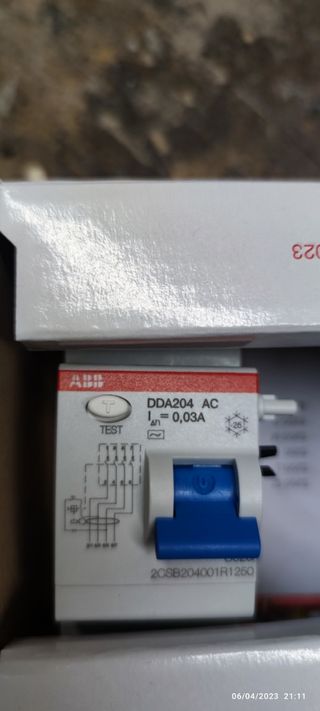 023
ABB
T
DDA204 AC
IΔn= 0,03A
TEST
-25
2CSB204001R1250
06/04/2023 21:11